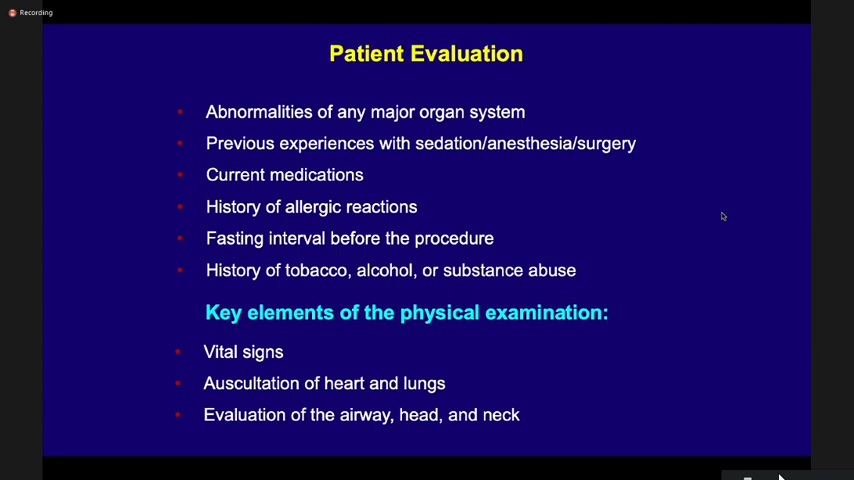 Recording
Patient Evaluation
Abnormalities of any major organ system
Previous experiences with sedation/anesthesia/surgery
Current medications
History of allergic reactions
Fasting interval before the procedure
History of tobacco, alcohol, or substance abuse
Key elements of the physical examination:
Vital signs
Auscultation of heart and lungs
Evaluation of the airway, head, and neck